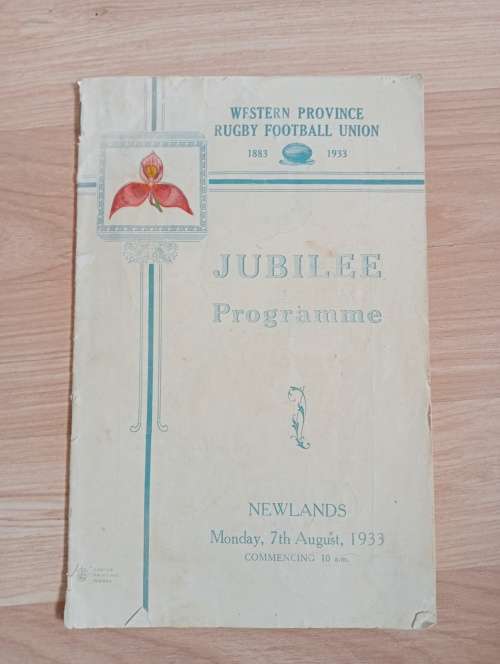 WESTERN PROVINCE
RUGBY FOOTBALL UNION
1883 1933
JUBILEE
Programme
NEWLANDS
Monday, 7th August, 1933
COMMENCING 10 a.m.